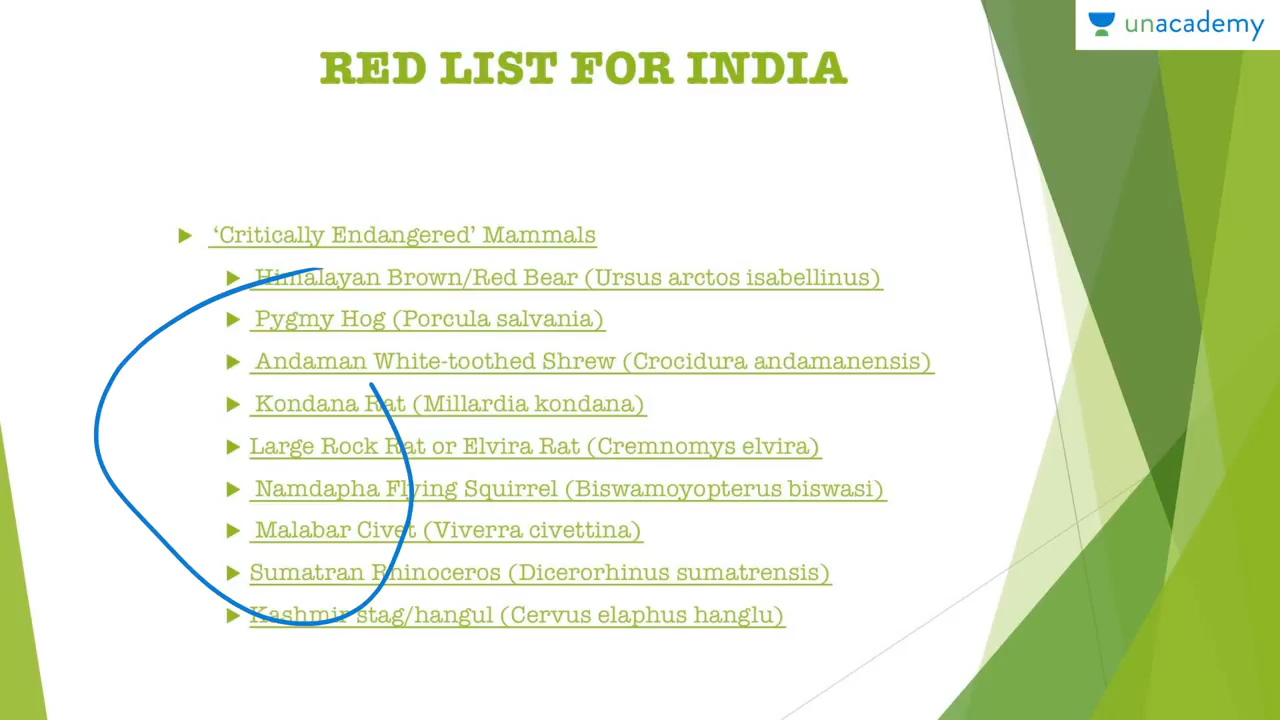 unacademy
RED LIST FOR INDIA
‘Critically Endangered’ Mammals
Himalayan Brown/Red Bear (Ursus arctos isabellinus)
Pygmy Hog (Porcula salvania)
Andaman White-toothed Shrew (Crocidura andamanensis)
Kondana Rat (Millardia kondana)
Large Rock Rat or Elvira Rat (Cremnomys elvira)
Namdapha Flying Squirrel (Biswamoyopterus biswasi)
Malabar Civet (Viverra civettina)
Sumatran Rhinoceros (Dicerorhinus sumatrensis)
Kashmir stag/hangul (Cervus elaphus hanglu)